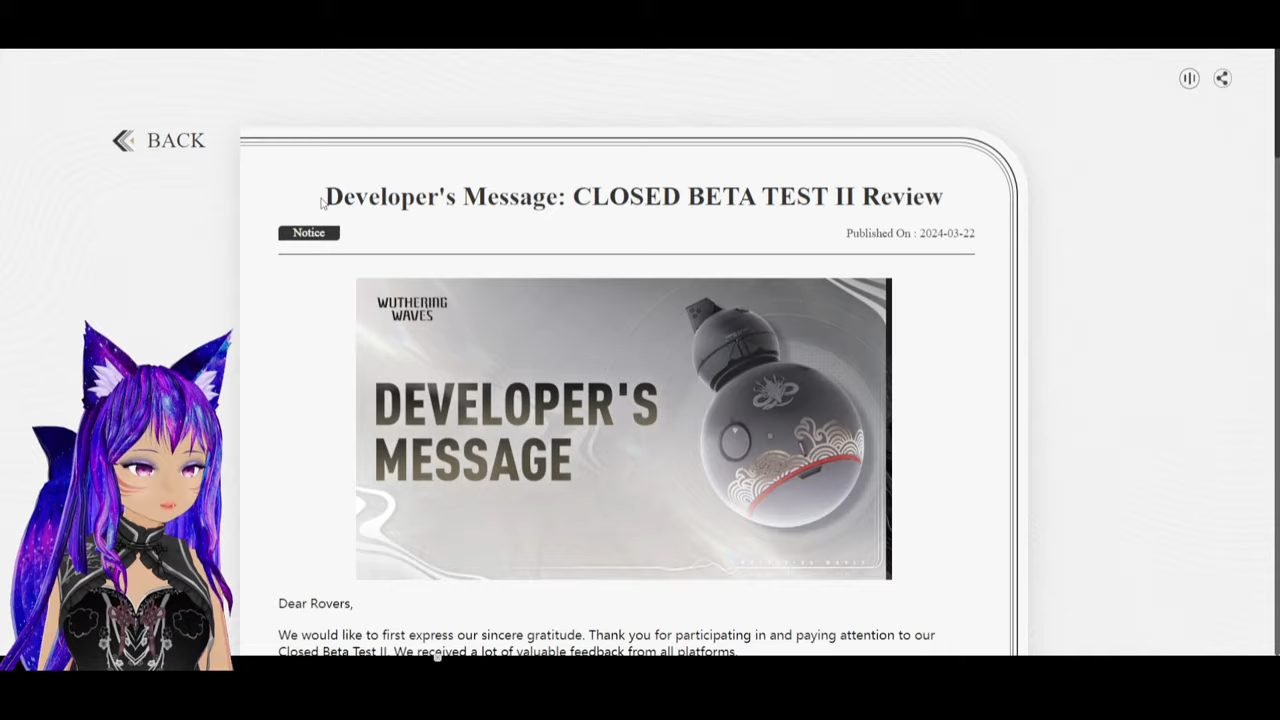 BACK
Developer's Message: CLOSED BETA TEST II Review
Notice
Published On : 2024-03-22
WUTHERING
WAVES
DEVELOPER'S
MESSAGE
Dear Rovers,
We would like to first express our sincere gratitude. Thank you for participating in and paying attention to our
Closed Beta Test II. We received a lot of valuable feedback from all platforms.